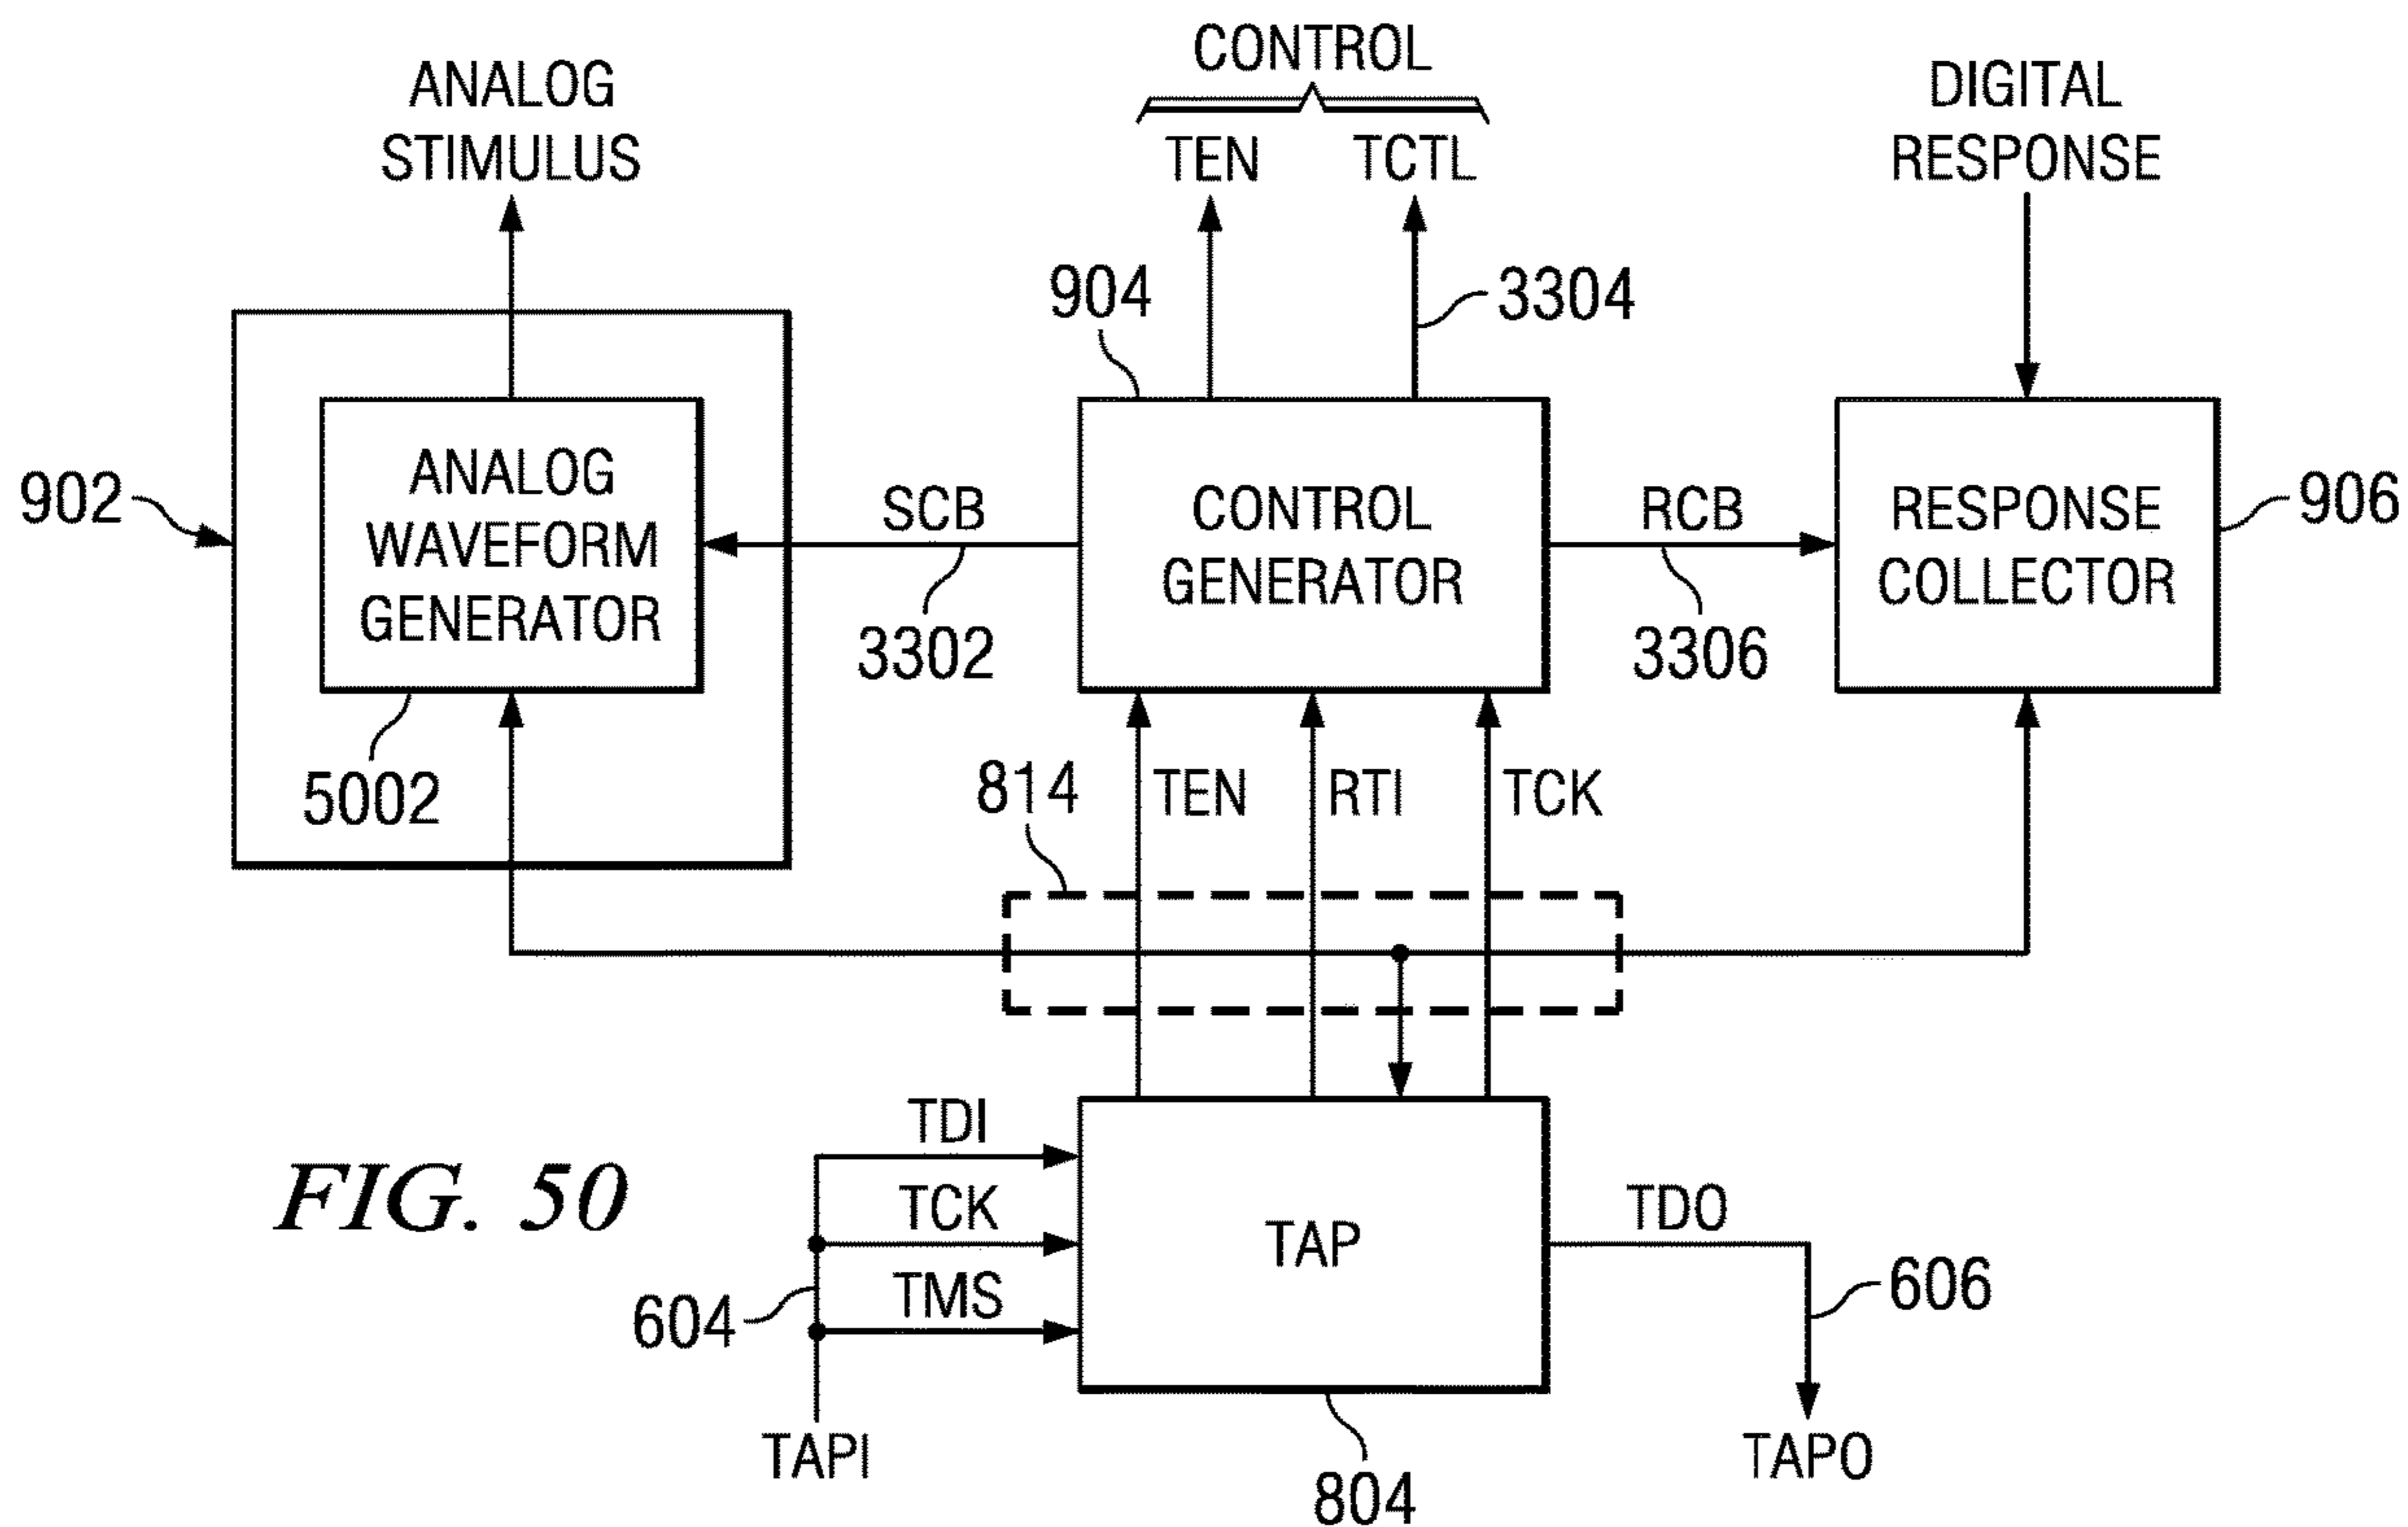 CONTROL
ANALOG
STIMULUS
TEN
TCTL
DIGITAL
RESPONSE
904
3304
902
ANALOG
WAVEFORM
GENERATOR
SCB
3302
CONTROL
GENERATOR
RCB
3306
RESPONSE
COLLECTOR
906
5002
814
TEN
RTI
TCK
TDI
TCK
TMS
604
TAPI
TAP
TDO
606
TAPO
804
FIG. 50